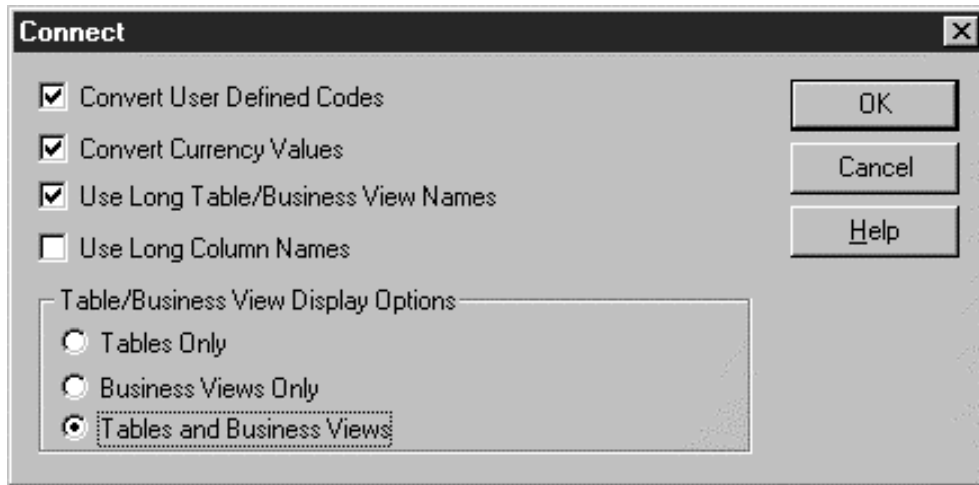 Connect
Convert User Defined Codes
Convert Currency Values
Use Long Table/Business View Names
Use Long Column Names
Table/Business View Display Options
Tables Only
Business Views Only
Tables and Business Views
OK
Cancel
Help